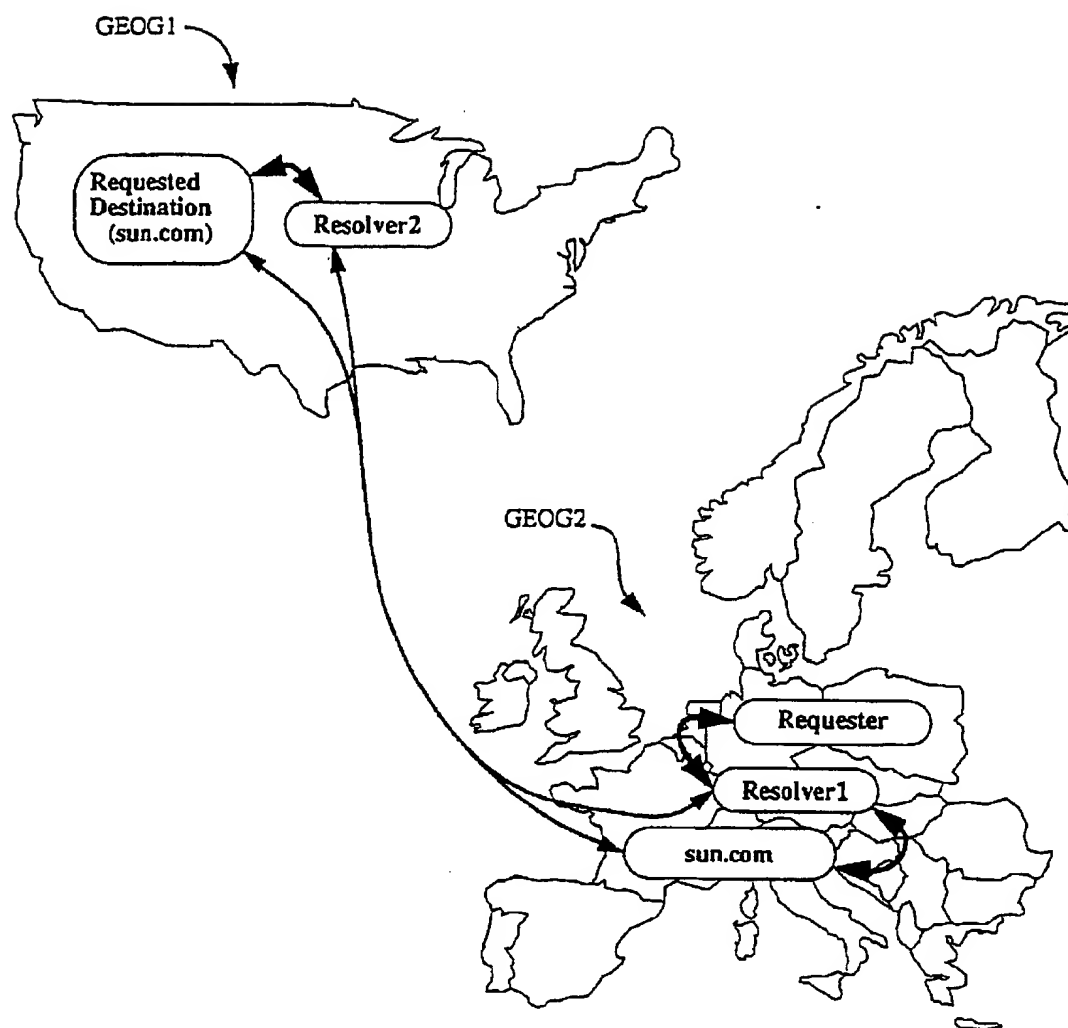 GEOG1
Requested
Destination
(sun.com)
Resolver2
GEOG2
Requester
Resolver1
sun.com